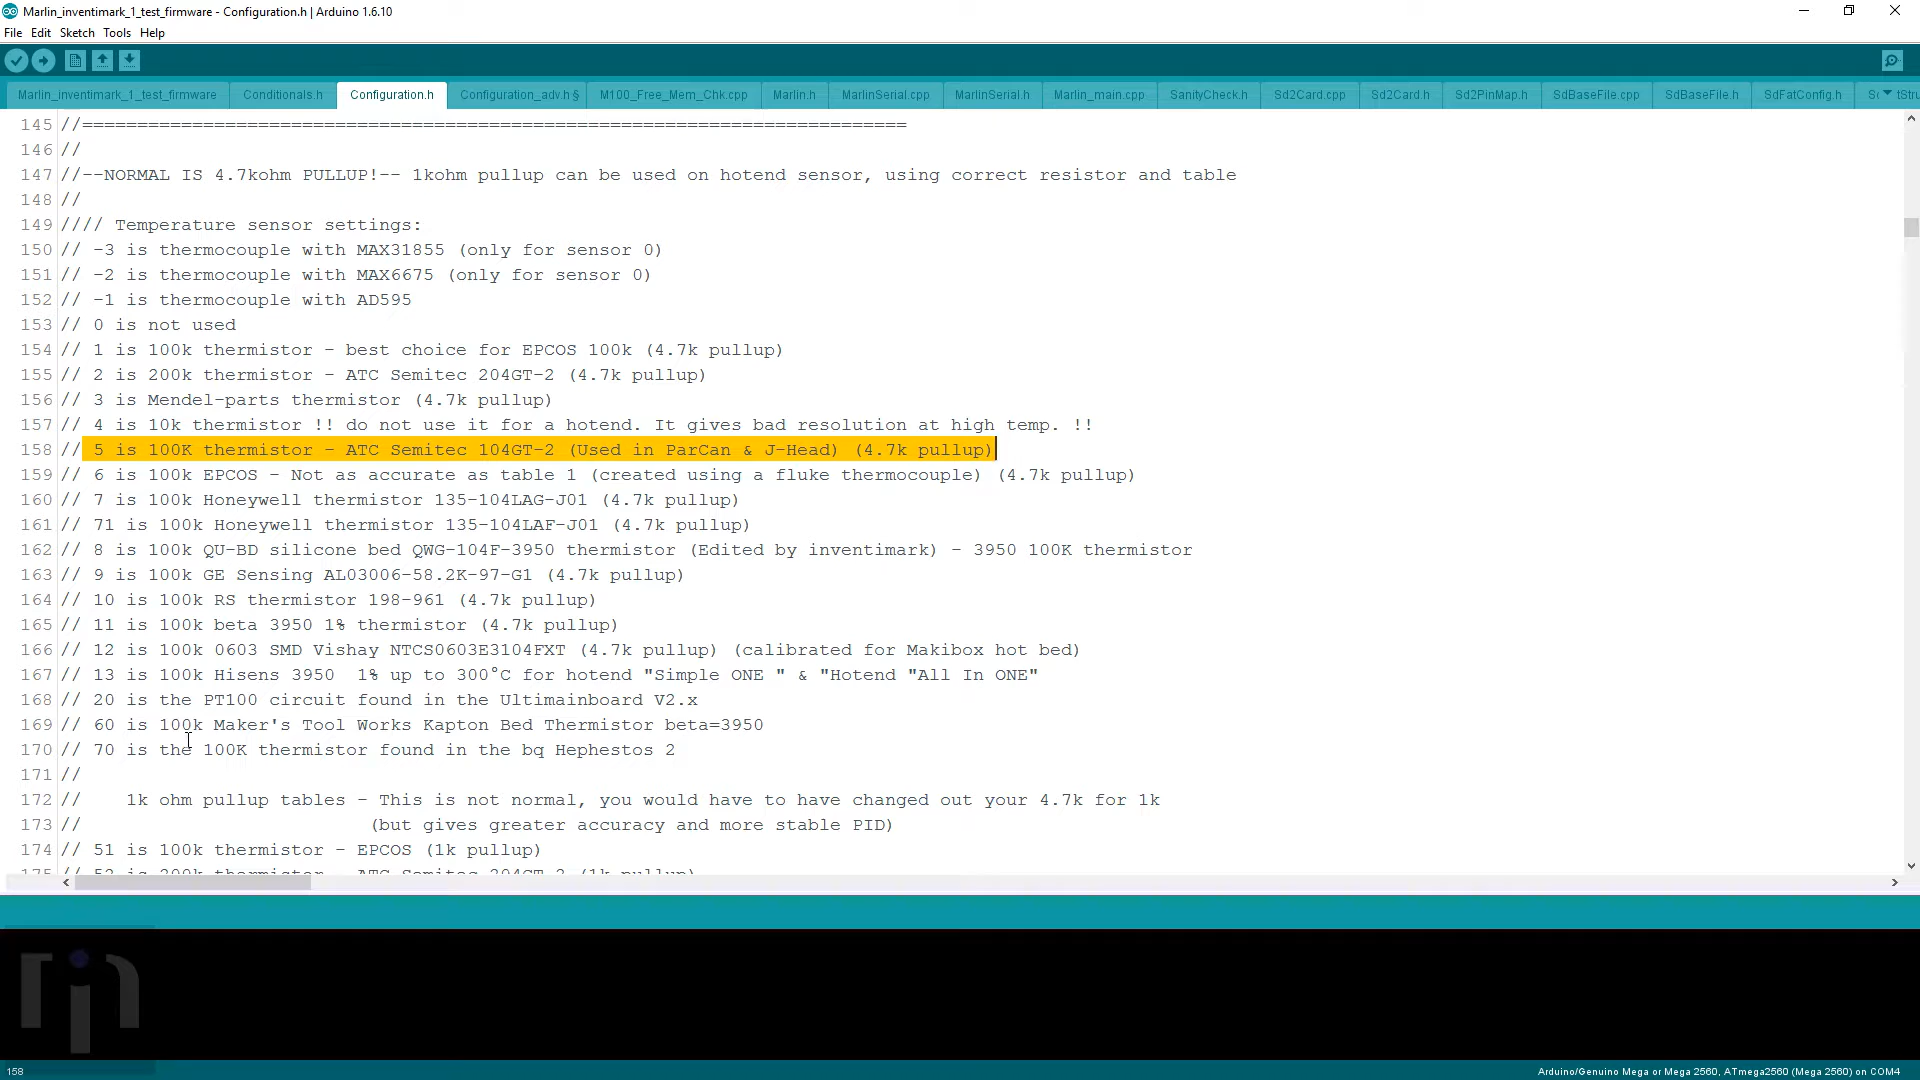 Marlin_inventimark_1_test_firmware - Configuration.h | Arduino 1.6.10
File Edit Sketch Tools Help
Marlin_inventimark_1_test_firmware Conditionals.h Configuration.h Configuration_adv.h § M100_Free_Mem_Chk.cpp Marlin.h MarlinSerial.cpp MarlinSerial.h Marlin_main.cpp SanityCheck.h Sd2Card.cpp Sd2Card.h Sd2PinMap.h SdBaseFile.cpp SdBaseFile.h SdFatConfig.h
145 //===========================================================================
146 //
147 //--NORMAL IS 4.7kohm PULLUP!-- 1kohm pullup can be used on hotend sensor, using correct resistor and table
148 //
149 //// Temperature sensor settings:
150 // -3 is thermocouple with MAX31855 (only for sensor 0)
151 // -2 is thermocouple with MAX6675 (only for sensor 0)
152 // -1 is thermocouple with AD595
153 // 0 is not used
154 // 1 is 100k thermistor - best choice for EPCOS 100k (4.7k pullup)
155 // 2 is 200k thermistor - ATC Semitec 204GT-2 (4.7k pullup)
156 // 3 is Mendel-parts thermistor (4.7k pullup)
157 // 4 is 10k thermistor !! do not use it for a hotend. It gives bad resolution at high temp. !!
158 // 5 is 100K thermistor - ATC Semitec 104GT-2 (Used in ParCan & J-Head) (4.7k pullup)
159 // 6 is 100k EPCOS - Not as accurate as table 1 (created using a fluke thermocouple) (4.7k pullup)
160 // 7 is 100k Honeywell thermistor 135-104LAG-J01 (4.7k pullup)
161 // 71 is 100k Honeywell thermistor 135-104LAF-J01 (4.7k pullup)
162 // 8 is 100k QU-BD silicone bed QWG-104F-3950 thermistor (Edited by inventimark) - 3950 100K thermistor
163 // 9 is 100k GE Sensing AL03006-58.2K-97-G1 (4.7k pullup)
164 // 10 is 100k RS thermistor 198-961 (4.7k pullup)
165 // 11 is 100k beta 3950 1% thermistor (4.7k pullup)
166 // 12 is 100k 0603 SMD Vishay NTCS0603E3104FXT (4.7k pullup) (calibrated for Makibox hot bed)
167 // 13 is 100k Hisens 3950  1% up to 300°C for hotend "Simple ONE " & "Hotend "All In ONE"
168 // 20 is the PT100 circuit found in the Ultimainboard V2.x
169 // 60 is 100k Maker's Tool Works Kapton Bed Thermistor beta=3950
170 // 70 is the 100K thermistor found in the bq Hephestos 2
171 //
172 //    1k ohm pullup tables - This is not normal, you would have to have changed out your 4.7k for 1k
173 //                          (but gives greater accuracy and more stable PID)
174 // 51 is 100k thermistor - EPCOS (1k pullup)
175 // 52 is 200k thermistor - ATC Semitec 204GT-2 (1k pullup)
158 Arduino/Genuino Mega or Mega 2560, ATmega2560 (Mega 2560) on COM4